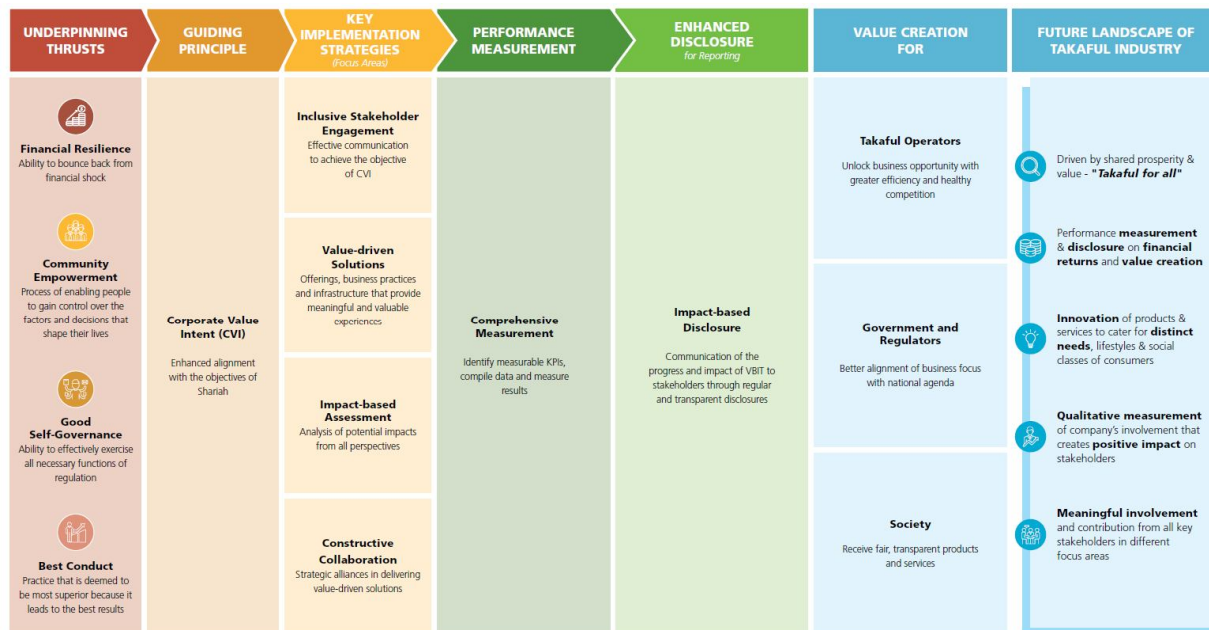 UNDERPINNING
THRUSTS
GUIDING
PRINCIPLE
KEY
IMPLEMENTATION
STRATEGIES
(Focus Areas)
PERFORMANCE
MEASUREMENT
ENHANCED
DISCLOSURE
for Reporting
VALUE CREATION
FOR
FUTURE LANDSCAPE OF
TAKAFUL INDUSTRY
Financial Resilience
Ability to bounce back from
financial shock
Community
Empowerment
Process of enabling people
to gain control over the
factors and decisions that
shape their lives
Good
Self-Governance
Ability to effectively exercise
all necessary functions of
regulation
Best Conduct
Practice that is deemed to
be most superior because it
leads to the best results
Corporate Value
Intent (CVI)
Enhanced alignment
with the objectives of
Shariah
Inclusive Stakeholder
Engagement
Effective communication
to achieve the objective
of CVI
Value-driven
Solutions
Offerings, business practices
and infrastructure that provide
meaningful and valuable
experiences
Impact-based
Assessment
Analysis of potential impacts
from all perspectives
Constructive
Collaboration
Strategic alliances in delivering
value-driven solutions
Comprehensive
Measurement
Identify measurable KPIs,
compile data and measure
results
Impact-based
Disclosure
Communication of the
progress and impact of VBIT to
stakeholders through regular
and transparent disclosures
Takaful Operators
Unlock business opportunity with
greater efficiency and healthy
competition
Government and
Regulators
Better alignment of business focus
with national agenda
Society
Receive fair, transparent products
and services
Driven by shared prosperity &
value - "Takaful for all"
Performance measurement
& disclosure on financial
returns and value creation
Innovation of products &
services to cater for distinct
needs, lifestyles & social
classes of consumers
Qualitative measurement
of company's involvement that
creates positive impact on
stakeholders
Meaningful involvement
and contribution from all key
stakeholders in different
focus areas